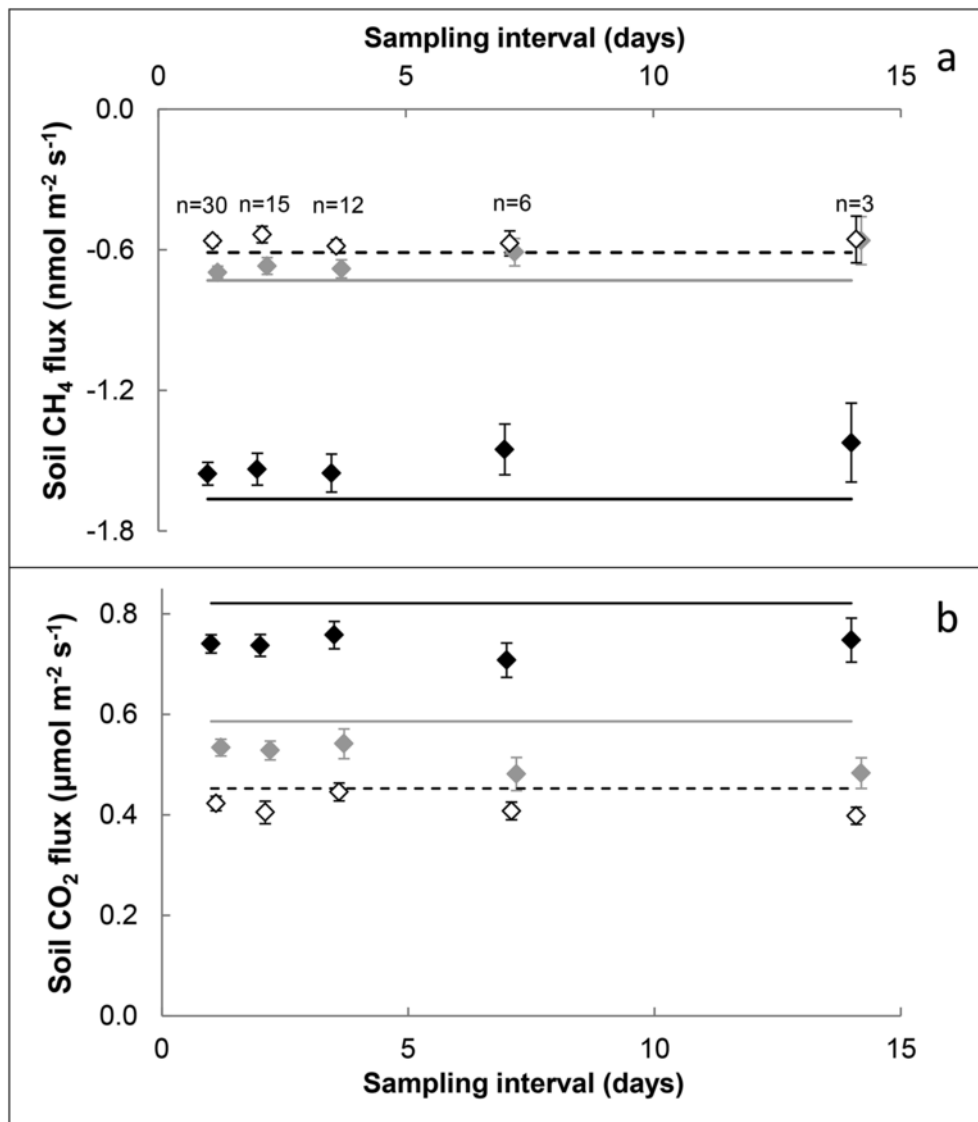 Sampling interval (days)
a
0 5 10 15
Soil CH₄ flux (nmol m⁻² s⁻¹)
0.0
-0.6
-1.2
-1.8
n=30 n=15 n=12 n=6 n=3
b
Soil CO₂ flux (µmol m⁻² s⁻¹)
0.8
0.6
0.4
0.2
0.0
0 5 10 15
Sampling interval (days)